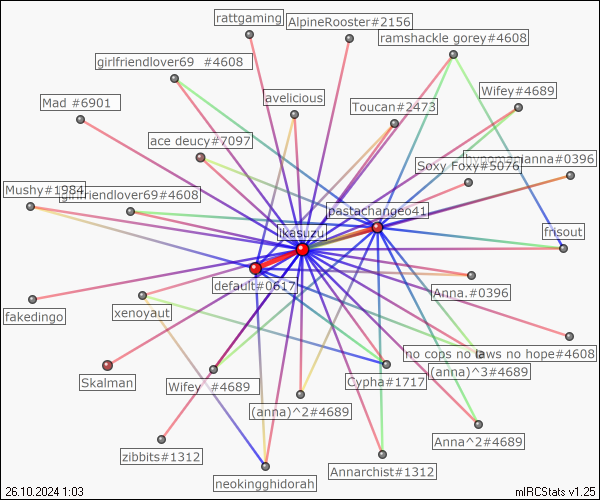 rattgaming
AlpineRooster#2156
ramshackle gorey#4608
girlfriendlover69 #4608
Wifey#4689
avelicious
Mad #6901
Toucan#2473
ace deucy#7097
hypomanianna#0396
Soxy Foxy#5076
Mushy#1984
girlfriendlover69#4608
pastachange041
ikesuzu
frisout
default#0617
Anna.#0396
xenoyaut
fakedingo
no cops no laws no hope#4608
(anna)^3#4689
Skalman
Wifey #4689
Cypha#1717
(anna)^2#4689
Anna^2#4689
zibbits#1312
Annarchist#1312
neokingghidorah
26.10.2024 1:03
mIRCStats v1.25